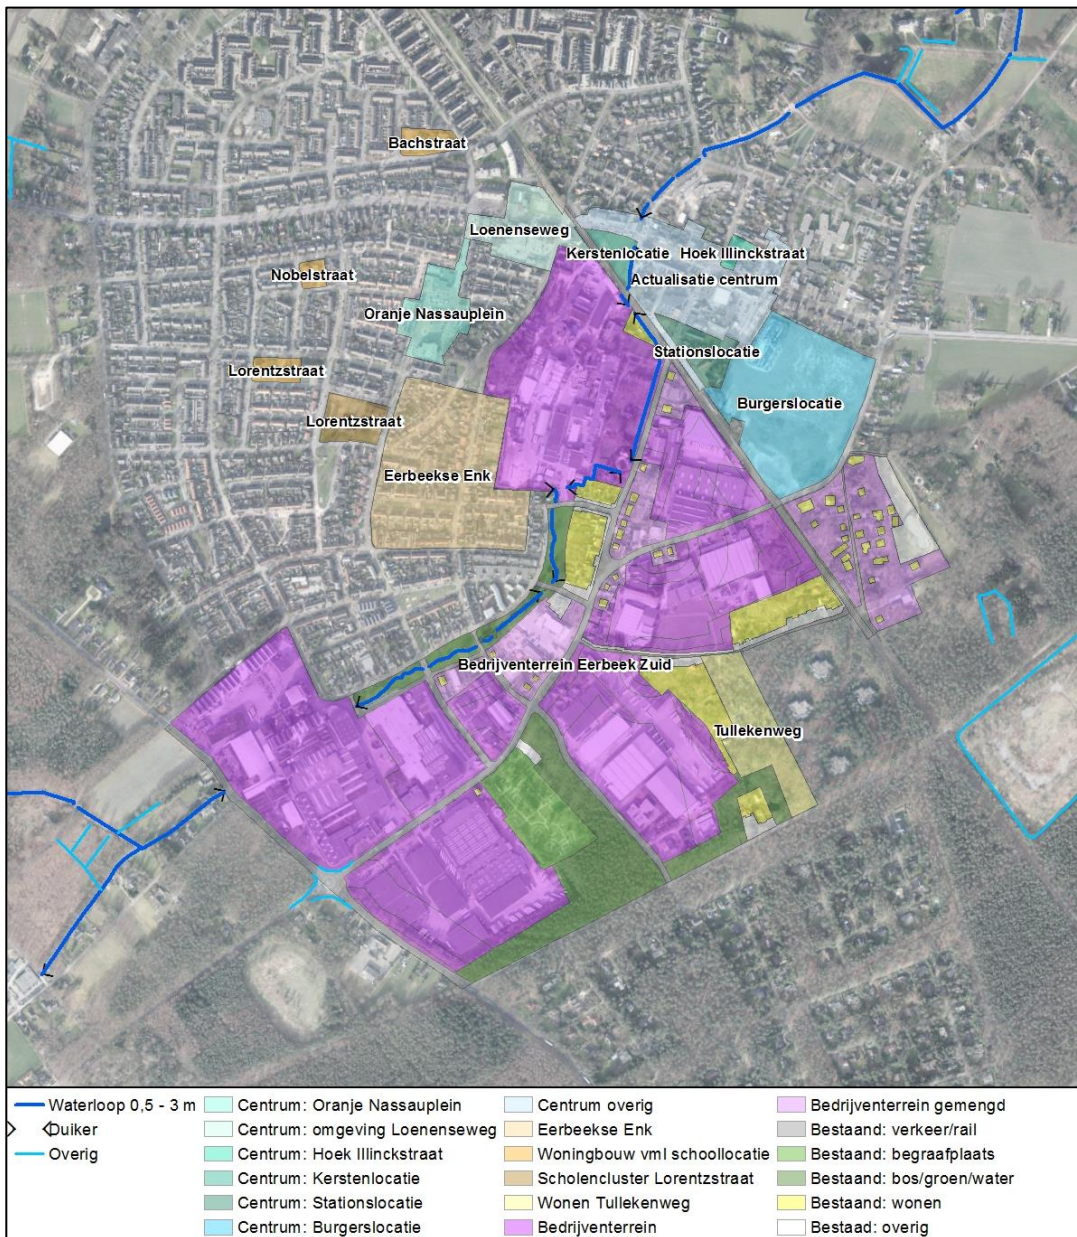 Bachstraat
Loenenseweg
Kerstenlocatie
Hoek Illinckstraat
Nobelstraat
Actualisatie centrum
Oranje Nassauplein
Stationslocatie
Lorentzstraat
Burgerslocatie
Lorentzstraat
Eerbeekse Enk
Bedrijventerrein Eerbeek Zuid
Tullekenweg
Waterloop 0,5 - 3 m
Duiker
Overig
Centrum: Oranje Nassauplein
Centrum: omgeving Loenenseweg
Centrum: Hoek Illinckstraat
Centrum: Kerstenlocatie
Centrum: Stationslocatie
Centrum: Burgerslocatie
Centrum overig
Eerbeekse Enk
Woningbouw vml schoollocatie
Scholencluster Lorentzstraat
Wonen Tullekenweg
Bedrijventerrein
Bedrijventerrein gemengd
Bestaand: verkeer/rail
Bestaand: begraafplaats
Bestaand: bos/groen/water
Bestaand: wonen
Bestaad: overig